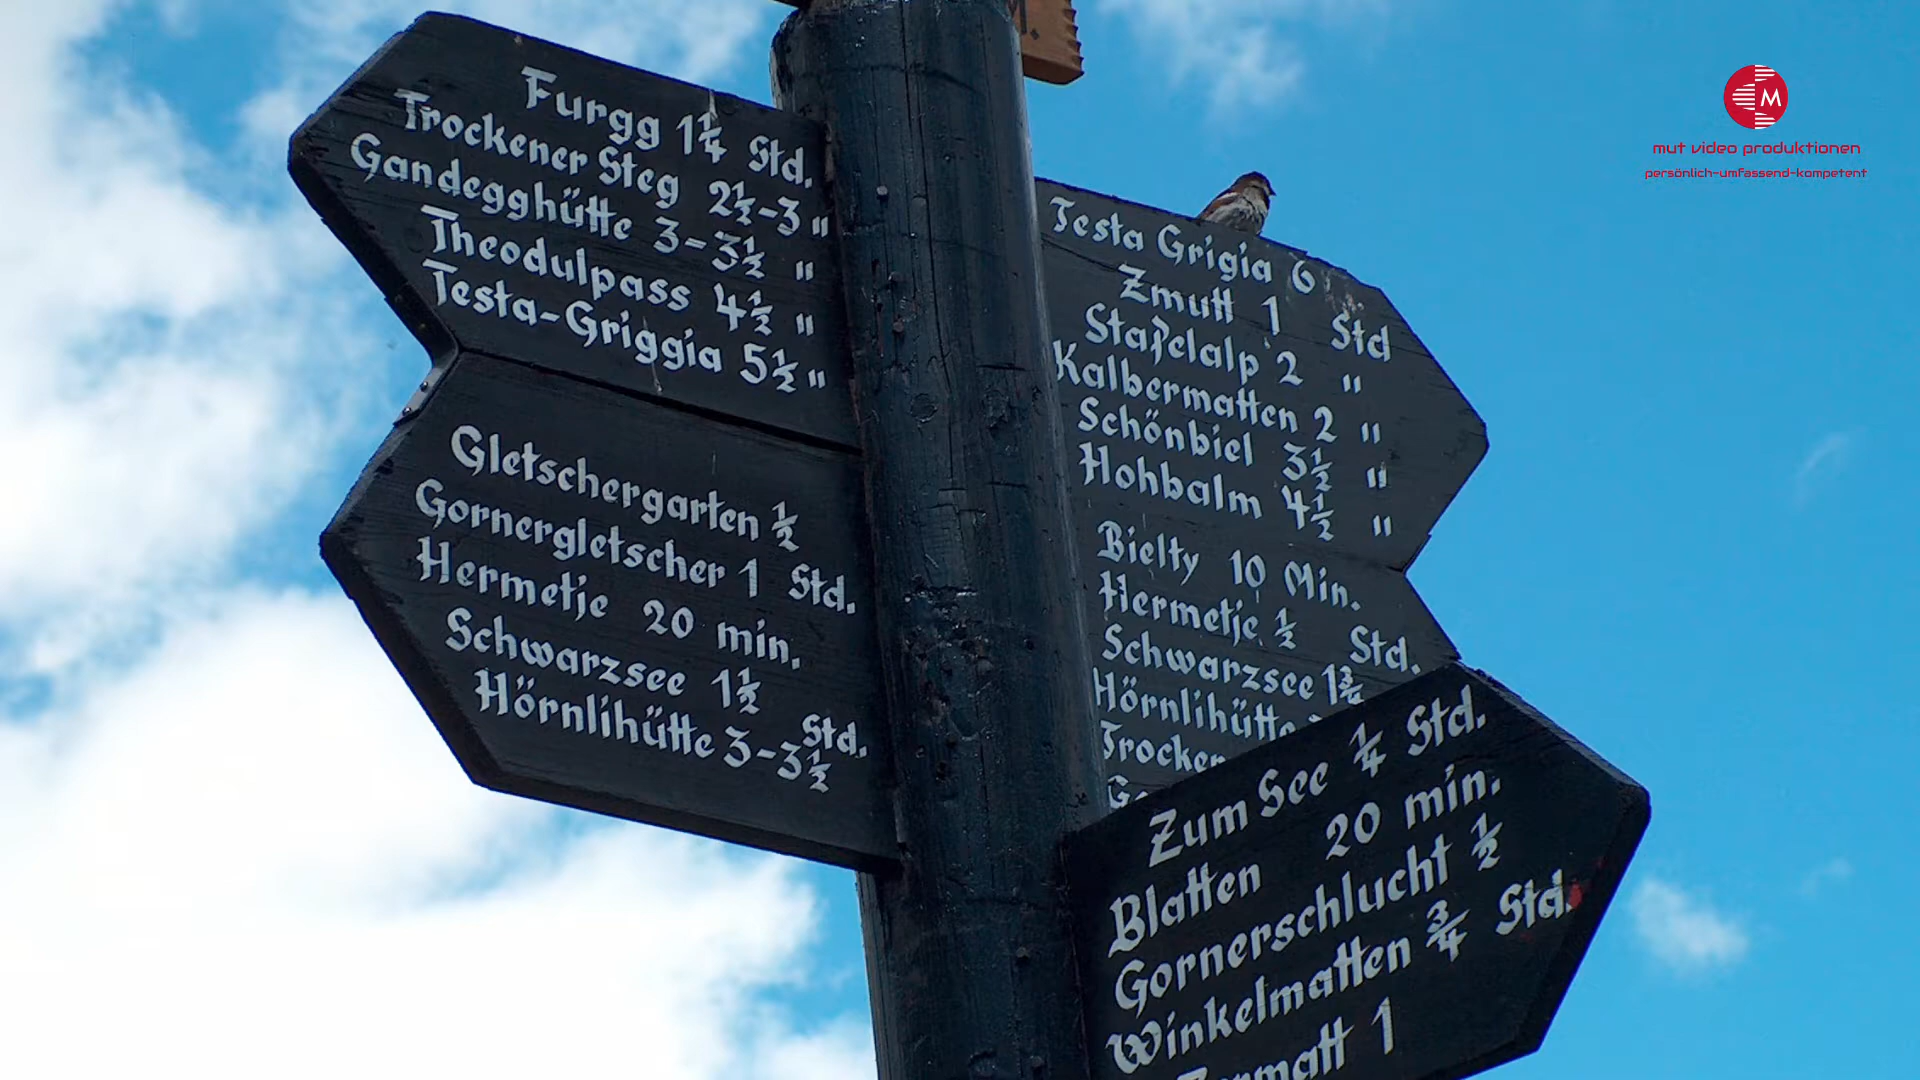 Furgg 1¼ Std.
Trockener Steg 2½-3 "
Gandegghütte 3-3½ "
Theodulpass 4½ "
Testa-Griggia 5½ "
Gletschergarten ½
Gornergletscher 1 Std.
Hermetje 20 min.
Schwarzsee 1½
Hörnlihütte 3-3½ Std.
Testa Grigia 6
Zmutt 1 Std
Stafelalp 2 "
Kalbermatten 2 "
Schönbiel 3½ "
Hohbalm 4½ "
Bielty 10 Min.
Hermetje ½ Std.
Schwarzsee 1¾
Hörnlihütte
Trocken
Zum See ¼ Std.
Blatten 20 min.
Gornerschlucht ½
Winkelmatten ¾ Std.
Zermatt 1
M
mut video produktionen
persönlich-umfassend-kompetent